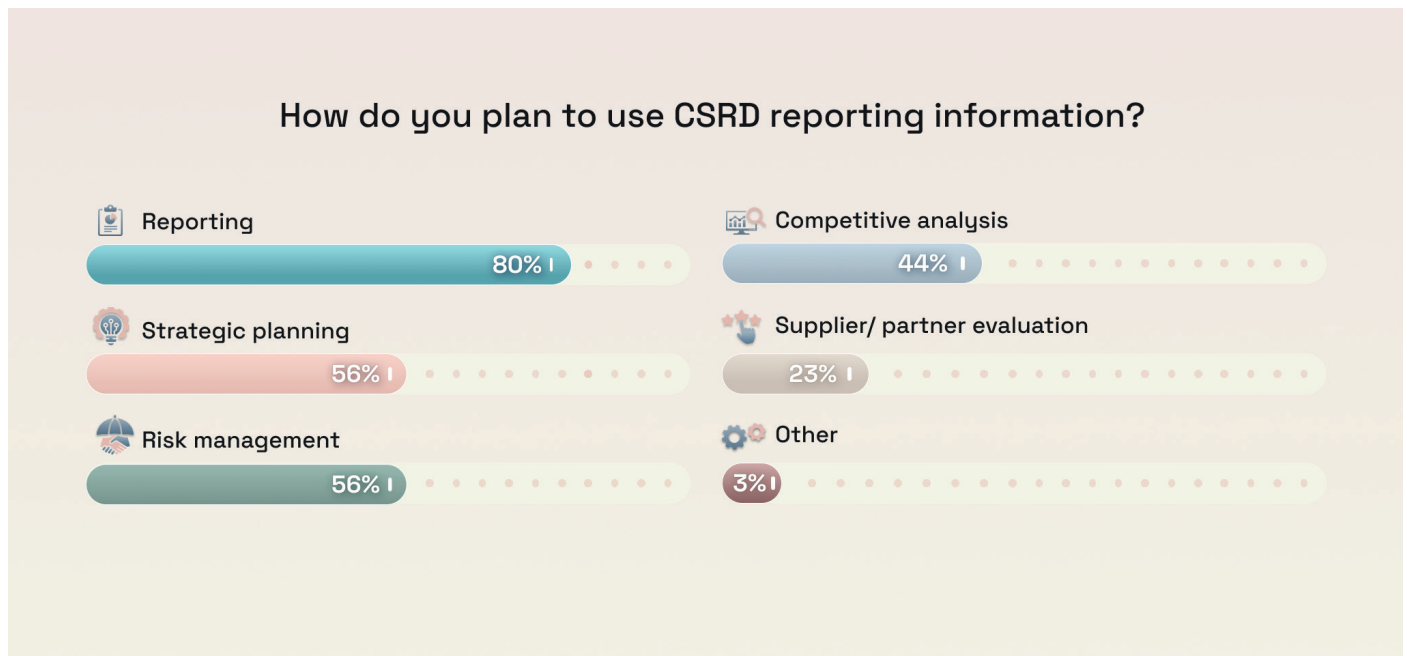 How do you plan to use CSRD reporting information?
Reporting
80%
Strategic planning
56%
Risk management
56%
Competitive analysis
44%
Supplier/ partner evaluation
23%
Other
3%